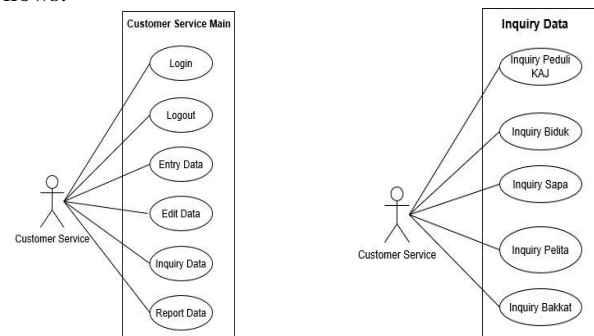 Customer Service Main
Login
Logout
Entry Data
Edit Data
Inquiry Data
Report Data
Customer Service
Inquiry Data
Inquiry Peduli
KAJ
Inquiry Biduk
Inquiry Sapa
Inquiry Pelita
Inquiry Bakkat
Customer Service